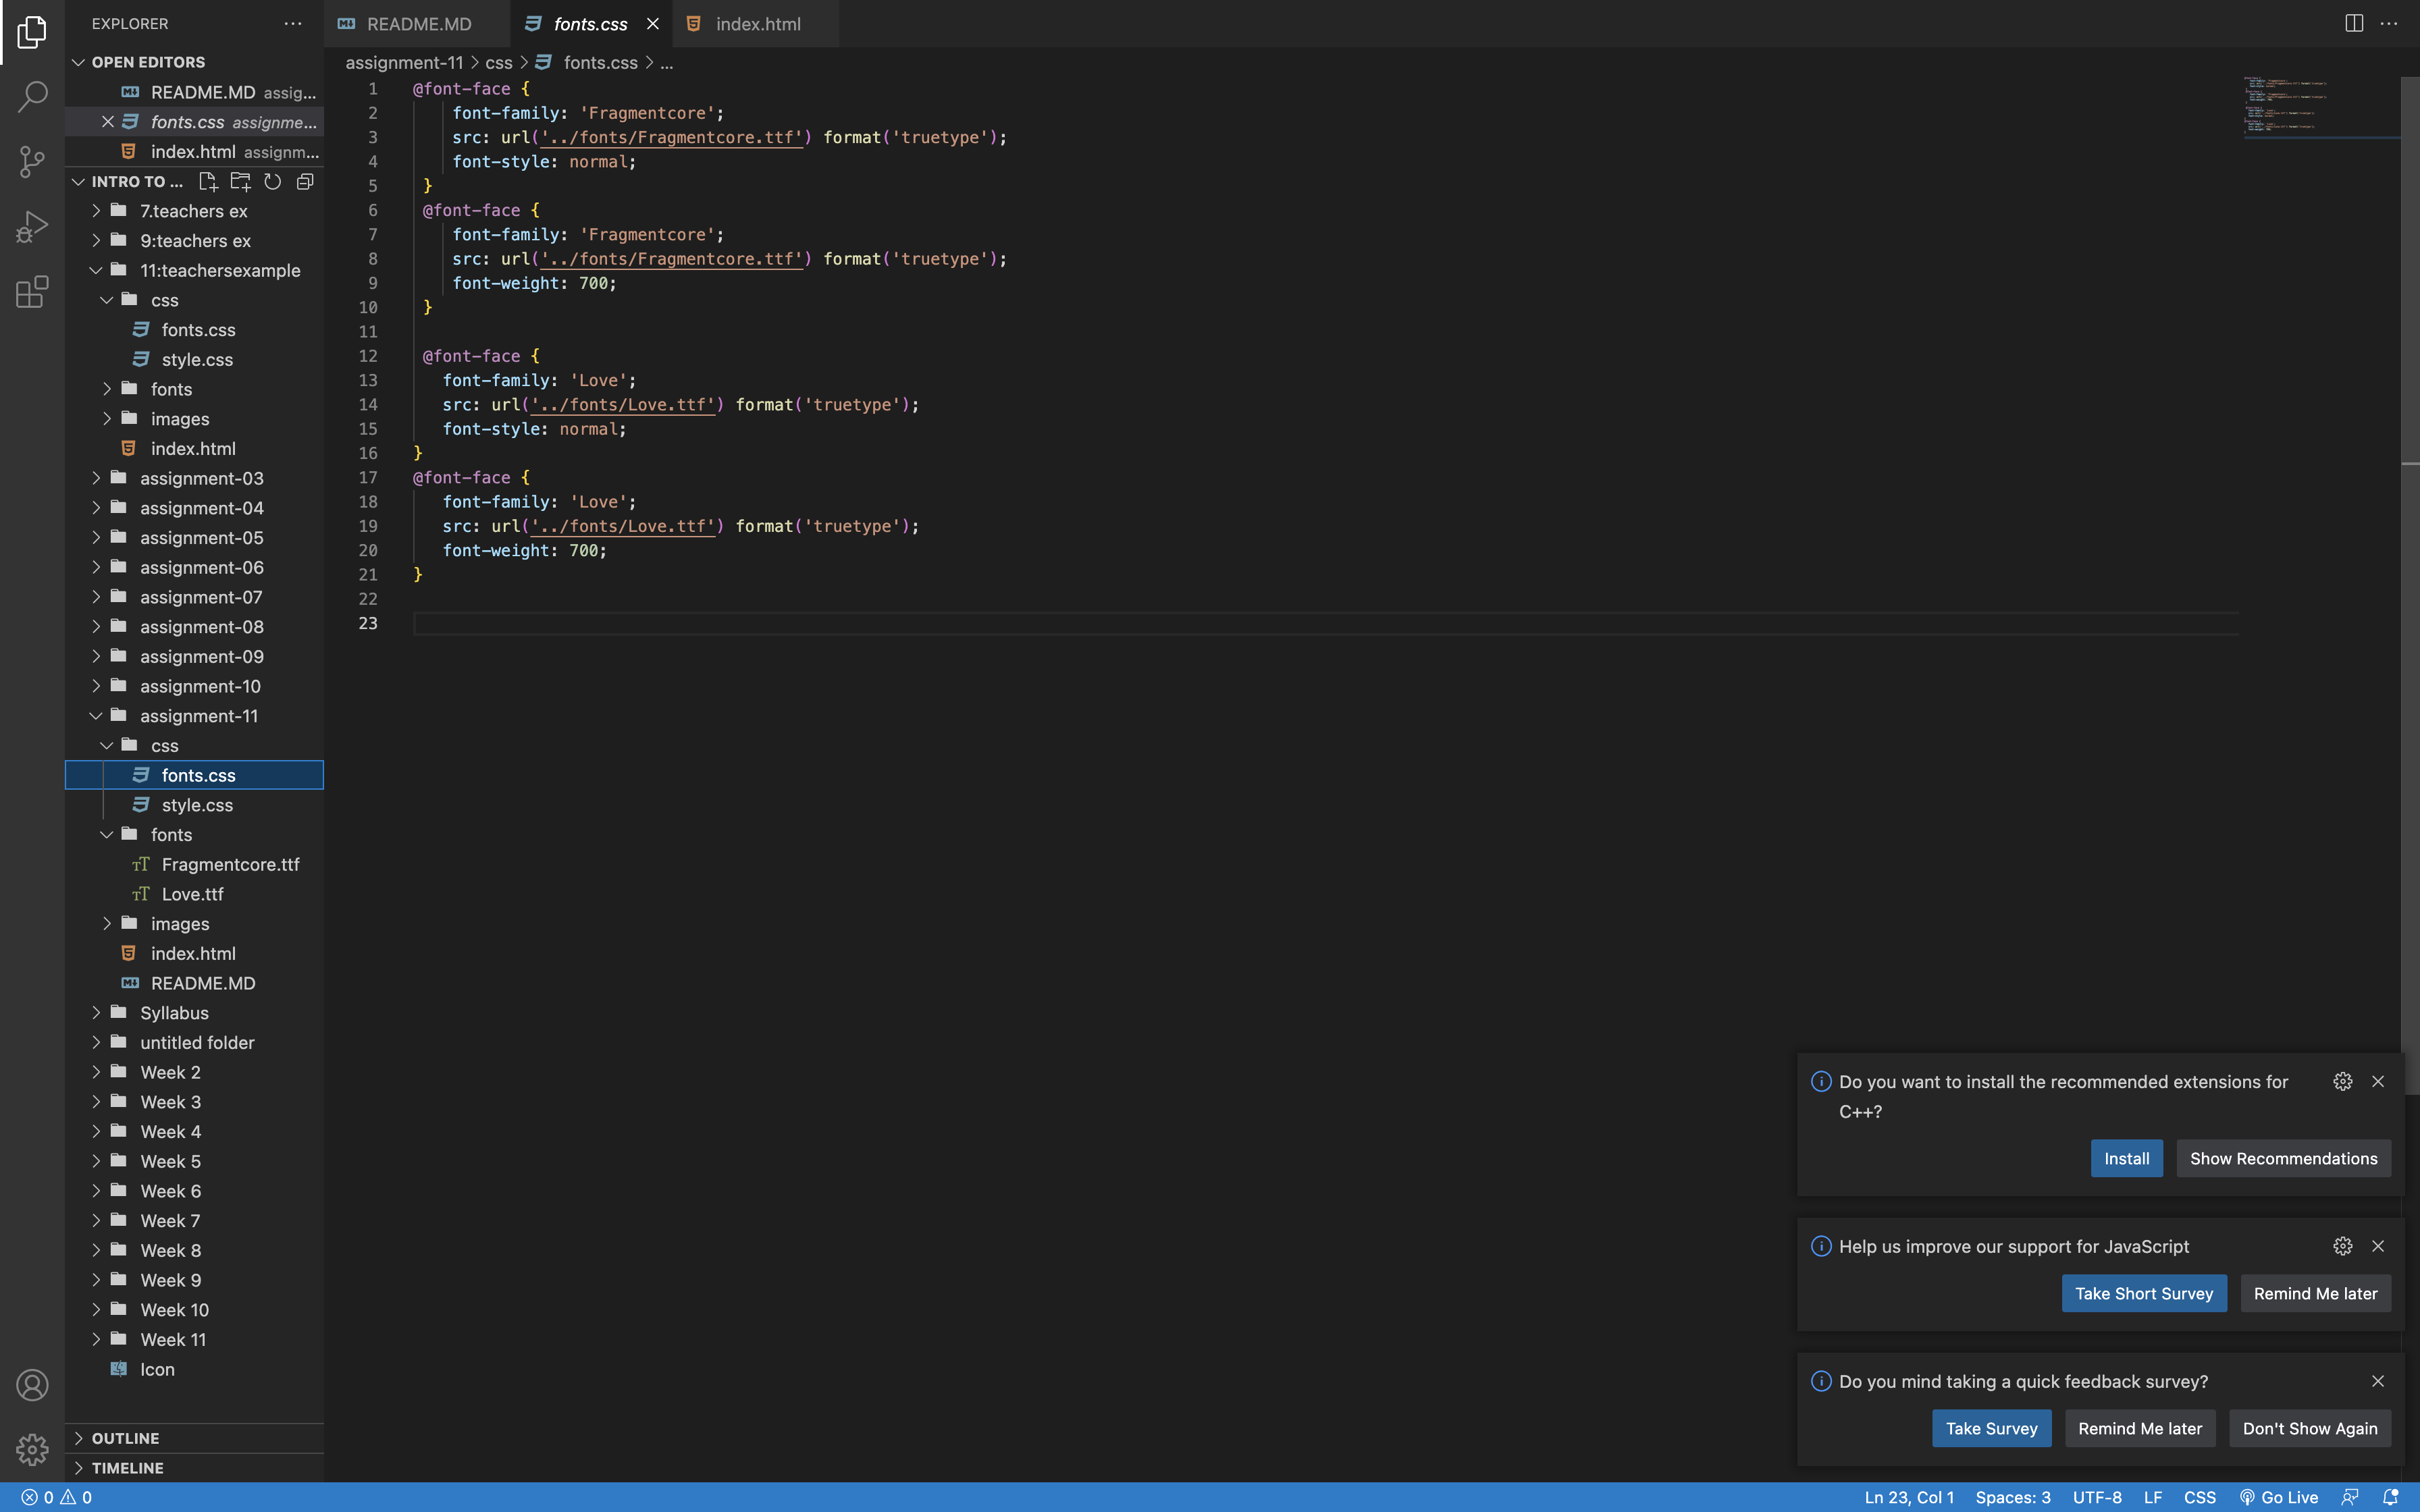 EXPLORER
README.MD
fonts.css
index.html
OPEN EDITORS
README.MD assig...
fonts.css assignme...
index.html assignm...
INTRO TO ...
7.teachers ex
9:teachers ex
11:teachersexample
css
fonts.css
style.css
fonts
images
index.html
assignment-03
assignment-04
assignment-05
assignment-06
assignment-07
assignment-08
assignment-09
assignment-10
assignment-11
css
fonts.css
style.css
fonts
Fragmentcore.ttf
Love.ttf
images
index.html
README.MD
Syllabus
untitled folder
Week 2
Week 3
Week 4
Week 5
Week 6
Week 7
Week 8
Week 9
Week 10
Week 11
Icon
OUTLINE
TIMELINE
assignment-11 > css > fonts.css > ...
1 @font-face {
2 font-family: 'Fragmentcore';
3 src: url('../fonts/Fragmentcore.ttf') format('truetype');
4 font-style: normal;
5 }
6 @font-face {
7 font-family: 'Fragmentcore';
8 src: url('../fonts/Fragmentcore.ttf') format('truetype');
9 font-weight: 700;
10 }
11
12 @font-face {
13 font-family: 'Love';
14 src: url('../fonts/Love.ttf') format('truetype');
15 font-style: normal;
16 }
17 @font-face {
18 font-family: 'Love';
19 src: url('../fonts/Love.ttf') format('truetype');
20 font-weight: 700;
21 }
22
23
Do you want to install the recommended extensions for
C++?
Install Show Recommendations
Help us improve our support for JavaScript
Take Short Survey Remind Me later
Do you mind taking a quick feedback survey?
Take Survey Remind Me later Don't Show Again
0 0 Ln 23, Col 1 Spaces: 3 UTF-8 LF CSS Go Live